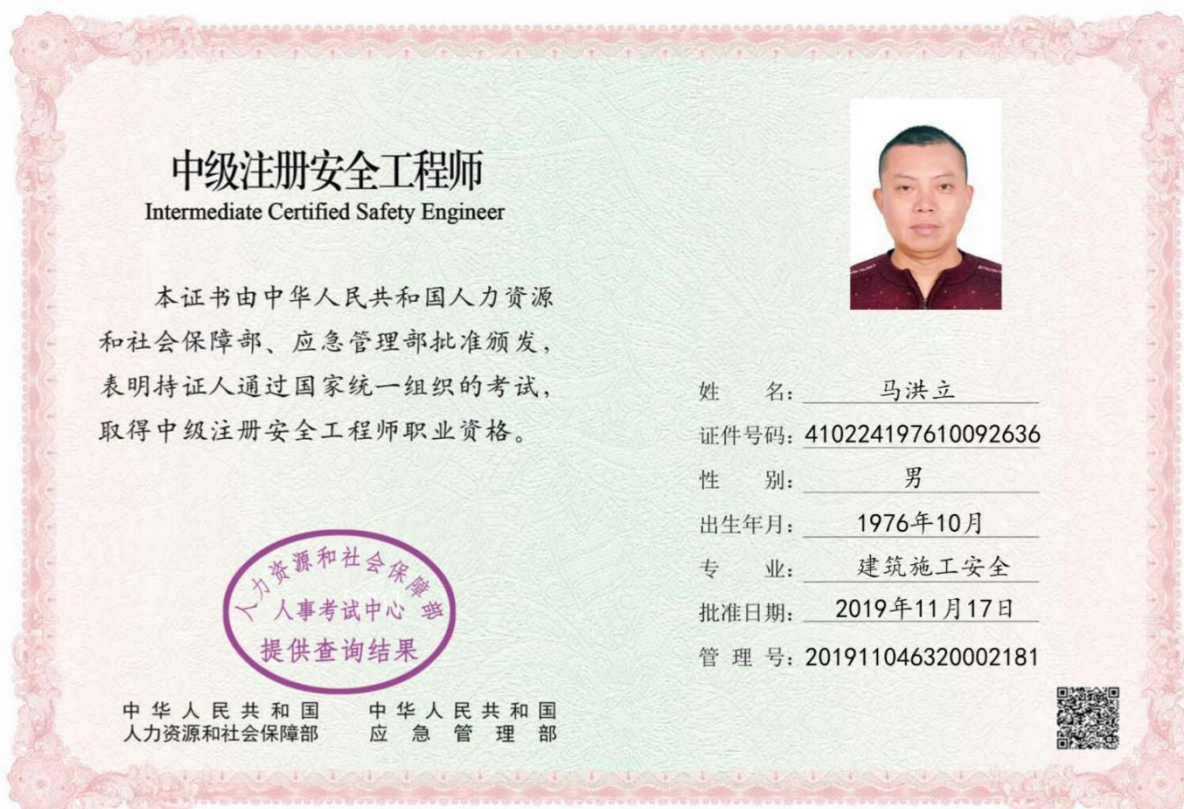 中级注册安全工程师
Intermediate Certified Safety Engineer
本证书由中华人民共和国人力资源
和社会保障部、应急管理部批准颁发，
表明持证人通过国家统一组织的考试，
取得中级注册安全工程师职业资格。
人力资源和社会保障部
人事考试中心
提供查询结果
中华人民共和国
人力资源和社会保障部
中华人民共和国
应急管理部
姓名：马洪立
证件号码：410224197610092636
性别：男
出生年月：1976年10月
专业：建筑施工安全
批准日期：2019年11月17日
管理号：201911046320002181